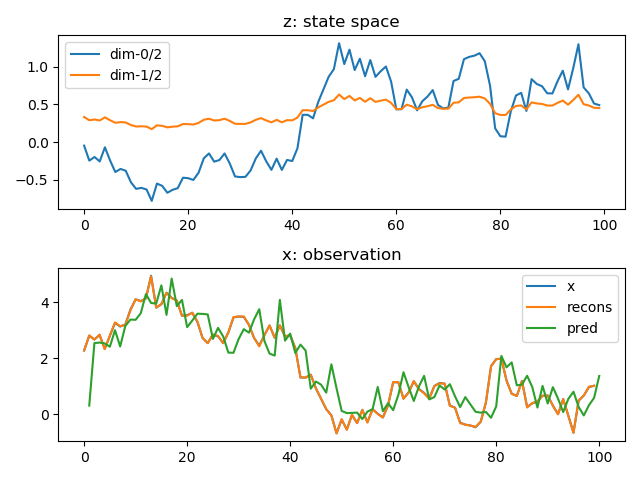 z: state space
dim-0/2
dim-1/2
1.0
0.5
0.0
−0.5
0 20 40 60 80 100
x: observation
x
recons
pred
4
2
0
0 20 40 60 80 100